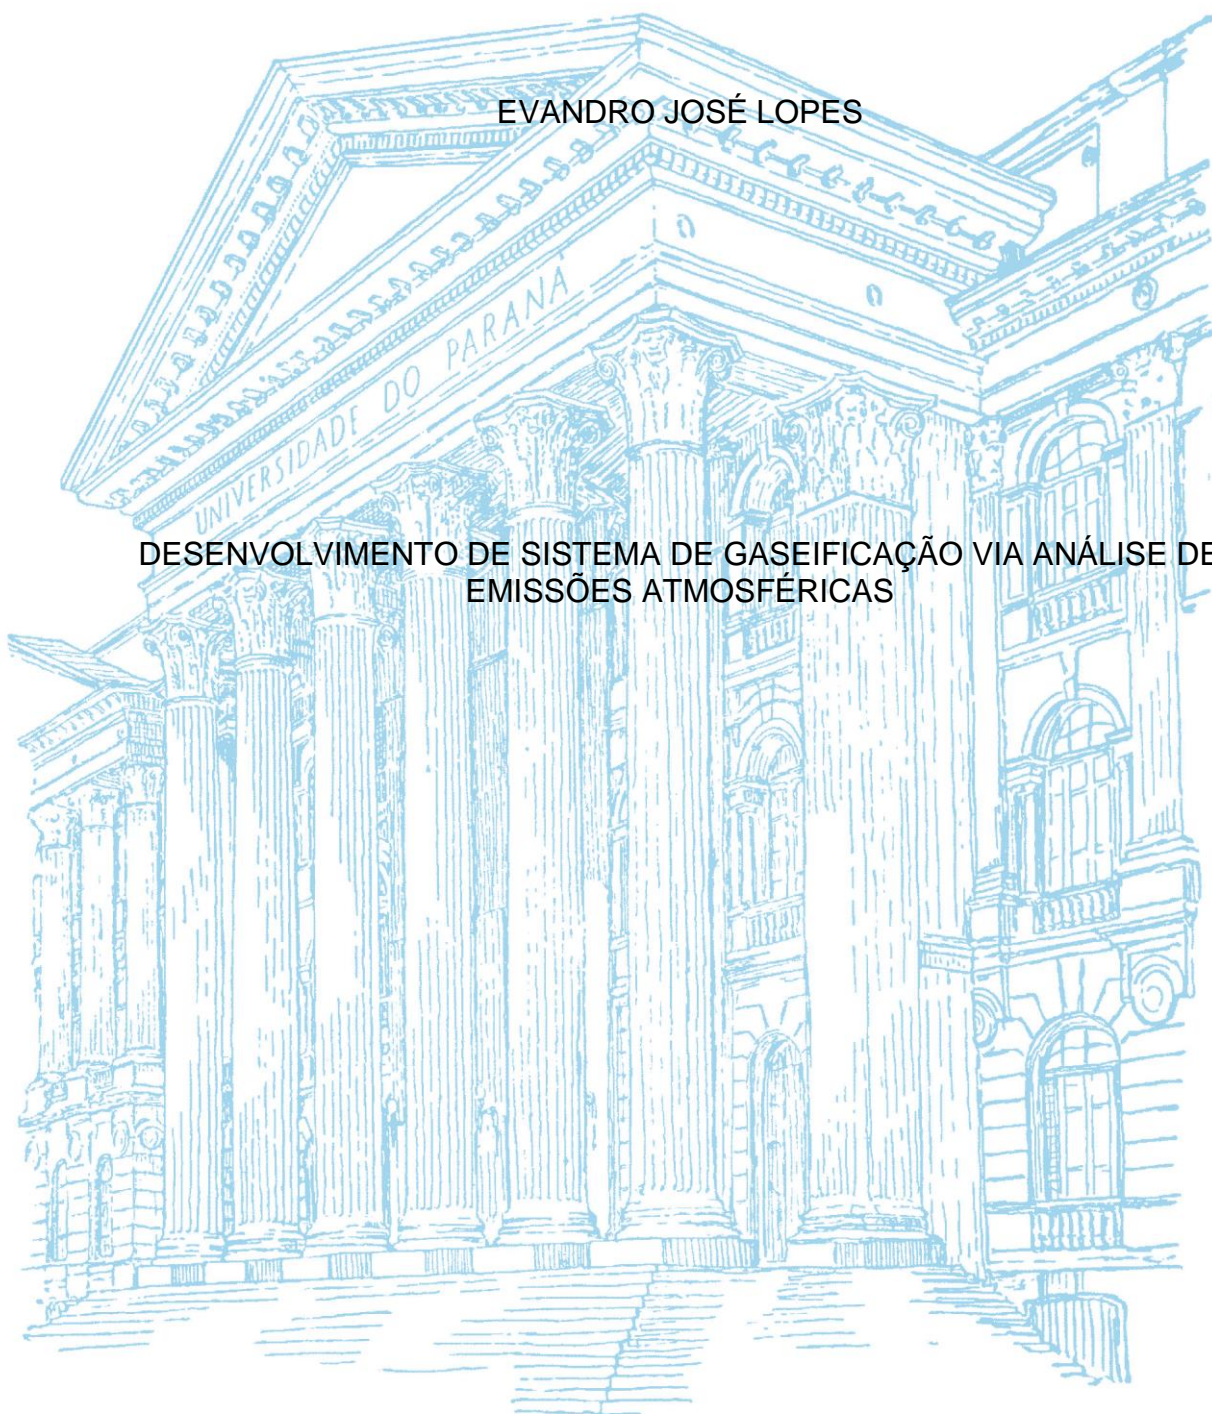 EVANDRO JOSÉ LOPES
UNIVERSIDADE DO PARANÁ
DESENVOLVIMENTO DE SISTEMA DE GASEIFICAÇÃO VIA ANÁLISE DE
EMISSÕES ATMOSFÉRICAS